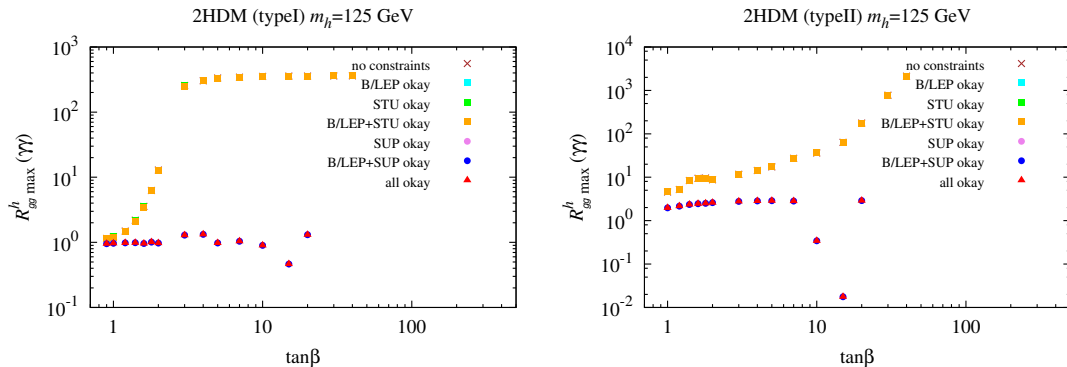 2HDM (typeI) m_h=125 GeV
R^h_gg max (γγ)
10^3
10^2
10^1
10^0
10^-1
no constraints
B/LEP okay
STU okay
B/LEP+STU okay
SUP okay
B/LEP+SUP okay
all okay
1
10
100
tanβ
2HDM (typeII) m_h=125 GeV
R^h_gg max (γγ)
10^4
10^3
10^2
10^1
10^0
10^-1
10^-2
no constraints
B/LEP okay
STU okay
B/LEP+STU okay
SUP okay
B/LEP+SUP okay
all okay
1
10
100
tanβ